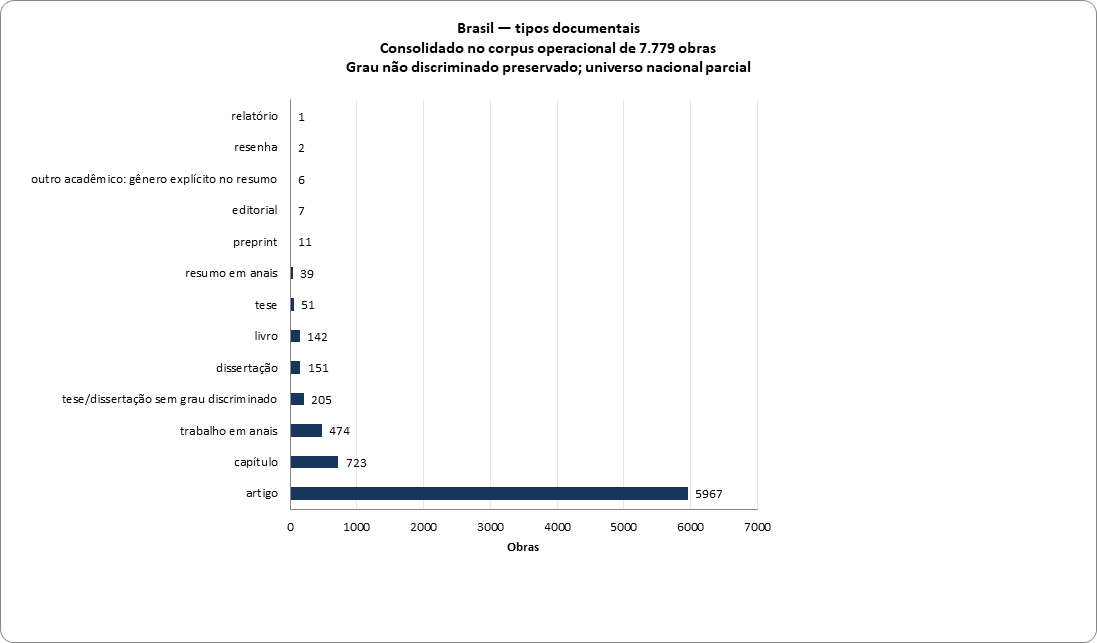 Brasil — tipos documentais
Consolidado no corpus operacional de 7.779 obras
Grau não discriminado preservado; universo nacional parcial
relatório 1
resenha 2
outro acadêmico: gênero explícito no resumo 6
editorial 7
preprint 11
resumo em anais 39
tese 51
livro 142
dissertação 151
tese/dissertação sem grau discriminado 205
trabalho em anais 474
capítulo 723
artigo 5967
0 1000 2000 3000 4000 5000 6000 7000
Obras